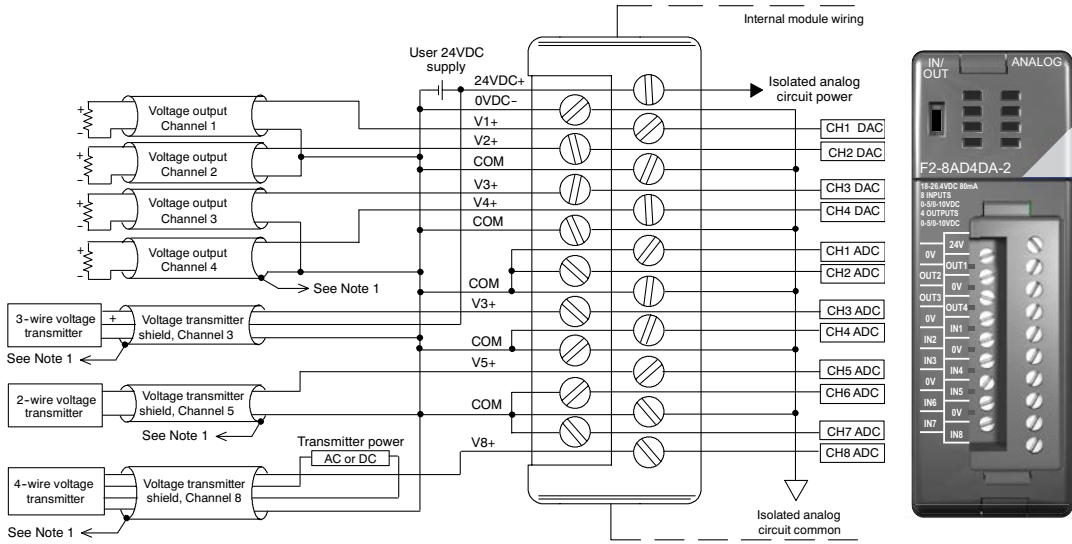 Internal module wiring
User 24VDC
supply
24VDC+
0VDC-
V1+
V2+
COM
V3+
V4+
COM
COM
V3+
COM
V5+
COM
V8+
Voltage output
Channel 1
Voltage output
Channel 2
Voltage output
Channel 3
Voltage output
Channel 4
+
–
+
–
+
–
+
–
See Note 1
3-wire voltage
transmitter
+
Voltage transmitter
shield, Channel 3
See Note 1
2-wire voltage
transmitter
Voltage transmitter
shield, Channel 5
See Note 1
Transmitter power
AC or DC
4-wire voltage
transmitter
Voltage transmitter
shield, Channel 8
See Note 1
Isolated analog
circuit power
CH1 DAC
CH2 DAC
CH3 DAC
CH4 DAC
CH1 ADC
CH2 ADC
CH3 ADC
CH4 ADC
CH5 ADC
CH6 ADC
CH7 ADC
CH8 ADC
Isolated analog
circuit common
IN/
OUT
ANALOG
F2-8AD4DA-2
18-26.4VDC 80mA
8 INPUTS
0-5/0-10VDC
4 OUTPUTS
0-5/0-10VDC
24V
0V
OUT1
OUT2
0V
OUT3
OUT4
0V
IN1
IN2
0V
IN3
IN4
0V
IN5
IN6
0V
IN7
IN8